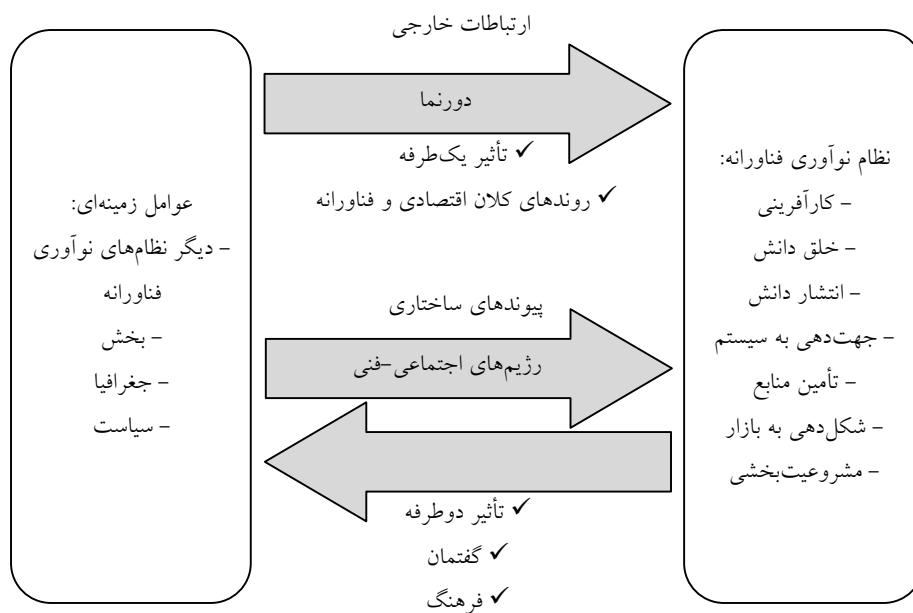 ارتباطات خارجی
دورنما
✓ تأثیر یک‌طرفه
✓ روندهای کلان اقتصادی و فناورانه
نظام نوآوری فناورانه:
– کارآفرینی
– خلق دانش
– انتشار دانش
– جهت‌دهی به سیستم
– تأمین منابع
– شکل‌دهی به بازار
– مشروعیت‌بخشی
پیوندهای ساختاری
رژیم‌های اجتماعی–فنی
✓ تأثیر دوطرفه
✓ گفتمان
✓ فرهنگ
عوامل زمینه‌ای:
– دیگر نظام‌های نوآوری
فناورانه
– بخش
– جغرافیا
– سیاست